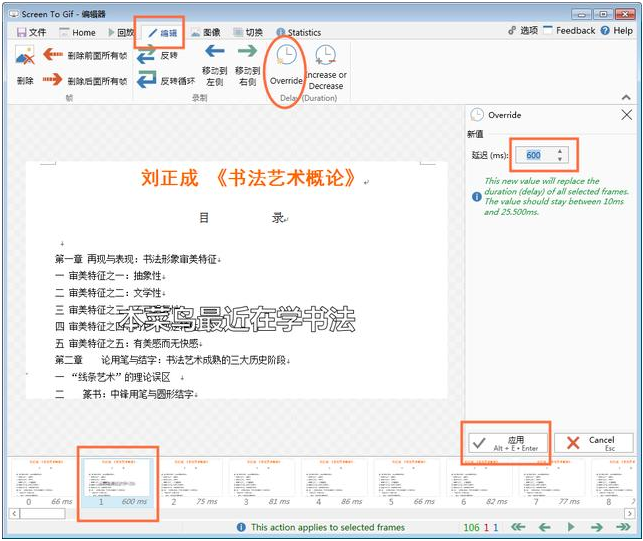 Screen To Gif - 编辑器
文件 Home 回放 编辑 图像 切换 Statistics 选项 Feedback Help
删除
删除前面所有帧
删除后面所有帧
帧
反转
反转循环
移动到左侧
移动到右侧
录制
Override
Increase or Decrease
Delay (Duration)
Override
新值
延迟 (ms): 600
This new value will replace the
duration (delay) of all selected frames.
The value should stay between 10ms
and 25.500ms.
刘正成 《书法艺术概论》
目 录
第一章 再现与表现：书法形象审美特征
一 审美特征之一：抽象性
二 审美特征之二：文学性
三 审美特征之三
本菜鸟最近在学书法
四 审美特征之四
五 审美特征之五：有美感而无快感
第二章 论用笔与结字：书法艺术成熟的三大历史阶段
一 “线条艺术”的理论误区
二 篆书：中锋用笔与圆形结字
应用
Alt + E • Enter
Cancel
Esc
0 66 ms
1 600 ms
2 75 ms
3 81 ms
4 86 ms
5 66 ms
6 82 ms
7 77 ms
8
This action applies to selected frames
106 1 1